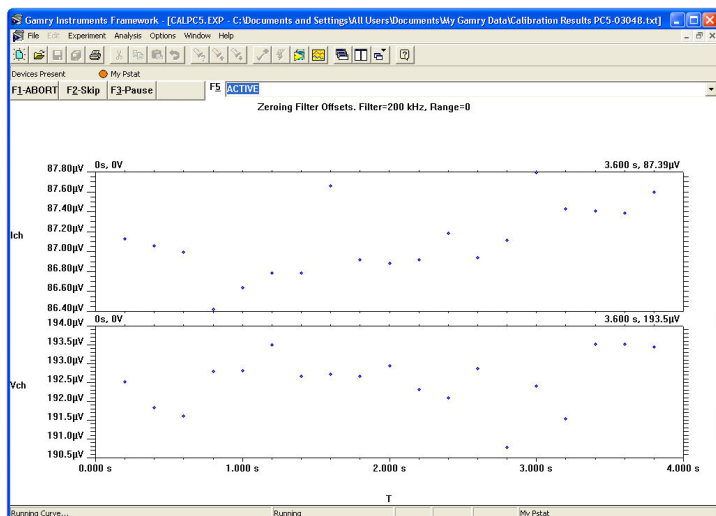 Gamry Instruments Framework - [CALPC5.EXP - C:\Documents and Settings\All Users\Documents\My Gamry Data\Calibration Results PC5-03048.txt]
File Edit Experiment Analysis Options Window Help
Devices Present My Pstat
F1-ABORT F2-Skip F3-Pause F5 ACTIVE
Zeroing Filter Offsets. Filter=200 kHz, Range=0
0s, 0V 3.600 s, 87.39µV
87.80µV
87.60µV
87.40µV
87.20µV
Ich
87.00µV
86.80µV
86.60µV
86.40µV
0s, 0V 3.600 s, 193.5µV
194.0µV
193.5µV
193.0µV
192.5µV
Vch
192.0µV
191.5µV
191.0µV
190.5µV
0.000 s 1.000 s 2.000 s 3.000 s 4.000 s
T
Running Curve... Running My Pstat